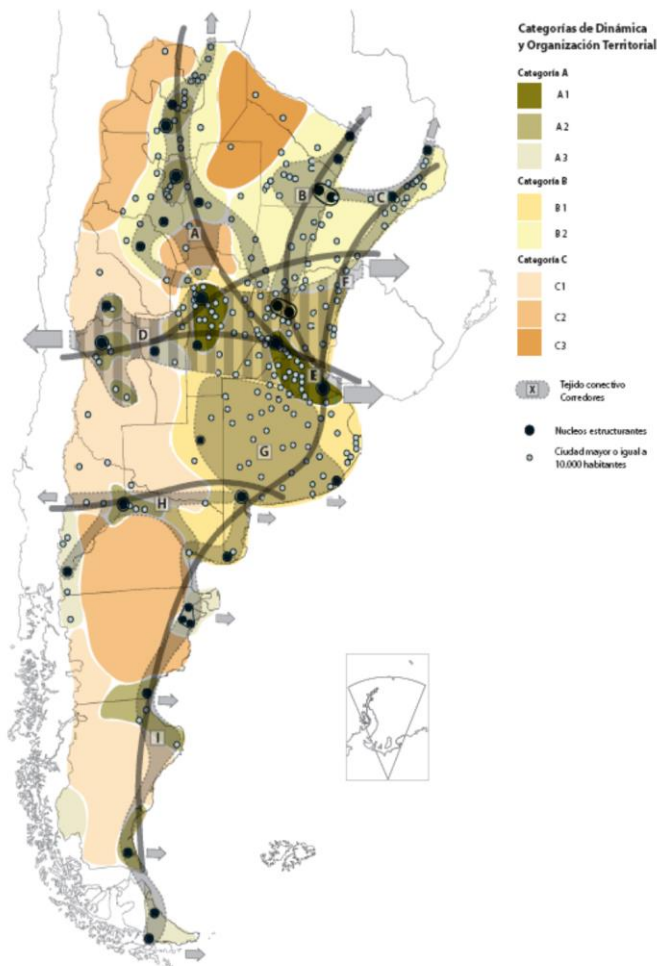 Categorías de Dinámica
y Organización Territorial
Categoría A
A 1
A 2
A 3
Categoría B
B 1
B 2
Categoría C
C1
C2
C3
X
Tejido conectivo
Corredores
Nucleos estructurantes
Ciudad mayor o igual a
10.000 habitantes
A
B
C
F
D
E
G
H
I